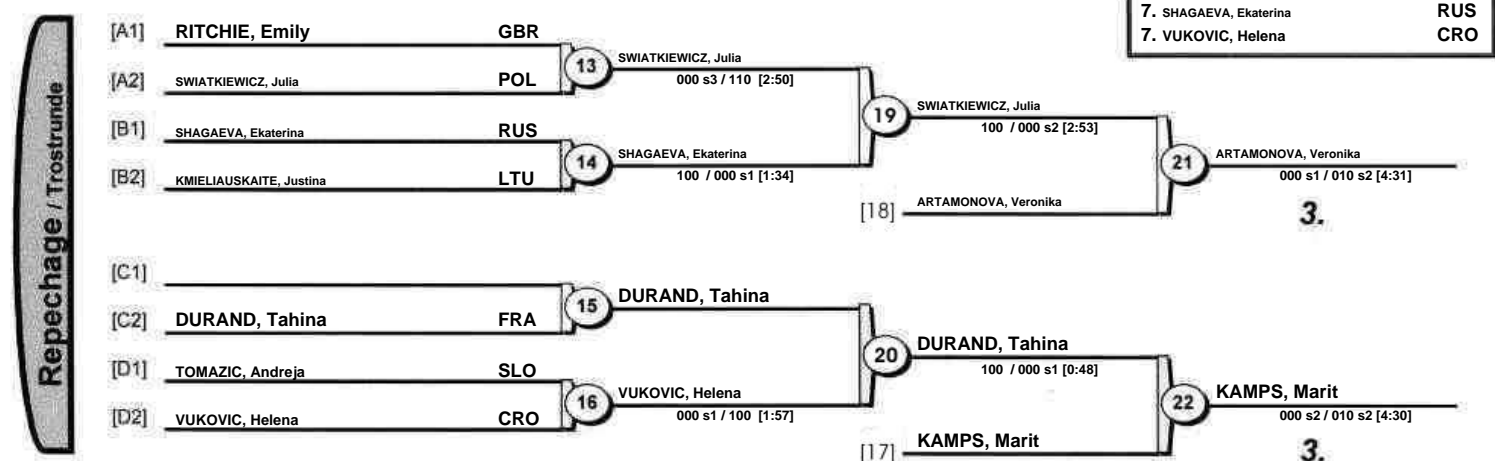 7. SHAGAEVA, Ekaterina RUS
7. VUKOVIC, Helena CRO
Repechage / Trostrunde
[A1] RITCHIE, Emily GBR
13 SWIATKIEWICZ, Julia
000 s3 / 110 [2:50]
[A2] SWIATKIEWICZ, Julia POL
19 SWIATKIEWICZ, Julia
100 / 000 s2 [2:53]
[B1] SHAGAEVA, Ekaterina RUS
14 SHAGAEVA, Ekaterina
100 / 000 s1 [1:34]
21 ARTAMONOVA, Veronika
000 s1 / 010 s2 [4:31]
[B2] KMIELIAUSKAITE, Justina LTU
[18] ARTAMONOVA, Veronika
3.
[C1]
15 DURAND, Tahina
[C2] DURAND, Tahina FRA
20 DURAND, Tahina
100 / 000 s1 [0:48]
[D1] TOMAZIC, Andreja SLO
16 VUKOVIC, Helena
000 s1 / 100 [1:57]
22 KAMPS, Marit
000 s2 / 010 s2 [4:30]
[D2] VUKOVIC, Helena CRO
[17] KAMPS, Marit
3.